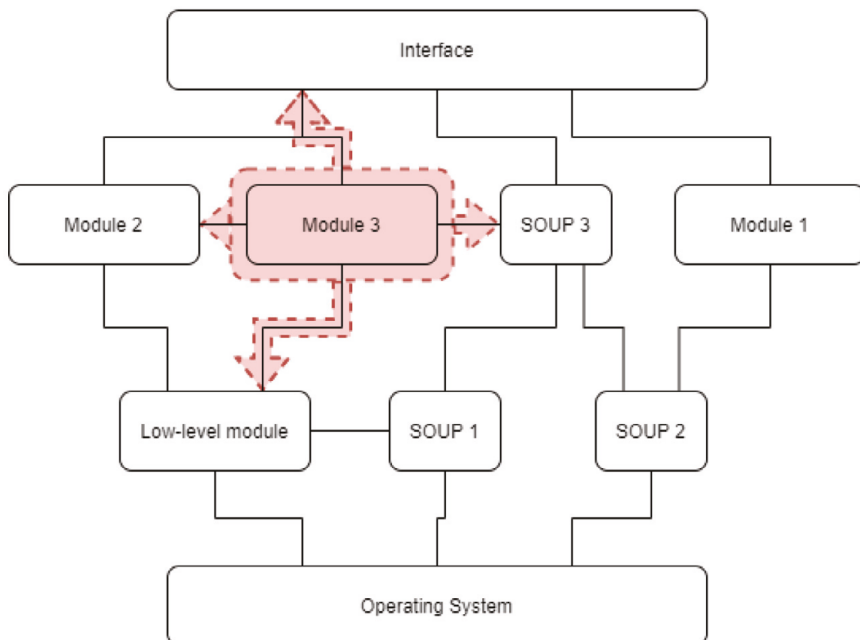 Interface
Module 2
Module 3
SOUP 3
Module 1
Low-level module
SOUP 1
SOUP 2
Operating System